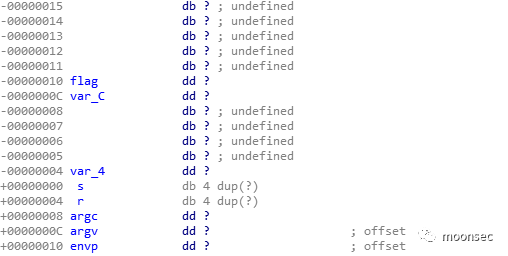 -00000015 db ? ; undefined
-00000014 db ? ; undefined
-00000013 db ? ; undefined
-00000012 db ? ; undefined
-00000011 db ? ; undefined
-00000010 flag dd ?
-0000000C var_C dd ?
-00000008 db ? ; undefined
-00000007 db ? ; undefined
-00000006 db ? ; undefined
-00000005 db ? ; undefined
-00000004 var_4 dd ?
+00000000 s db 4 dup(?)
+00000004 r db 4 dup(?)
+00000008 argc dd ?
+0000000C argv dd ? ; offset
+00000010 envp dd ? ; offset
moonsec